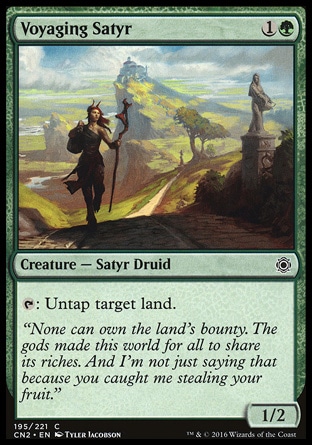 Voyaging Satyr 1
Creature — Satyr Druid
: Untap target land.
“None can own the land’s bounty. The
gods made this world for all to share
its riches. And I’m not just saying that
because you caught me stealing your
fruit.”
1/2
195/221 C
CN2 • EN Tyler Jacobson ™ & © 2016 Wizards of the Coast